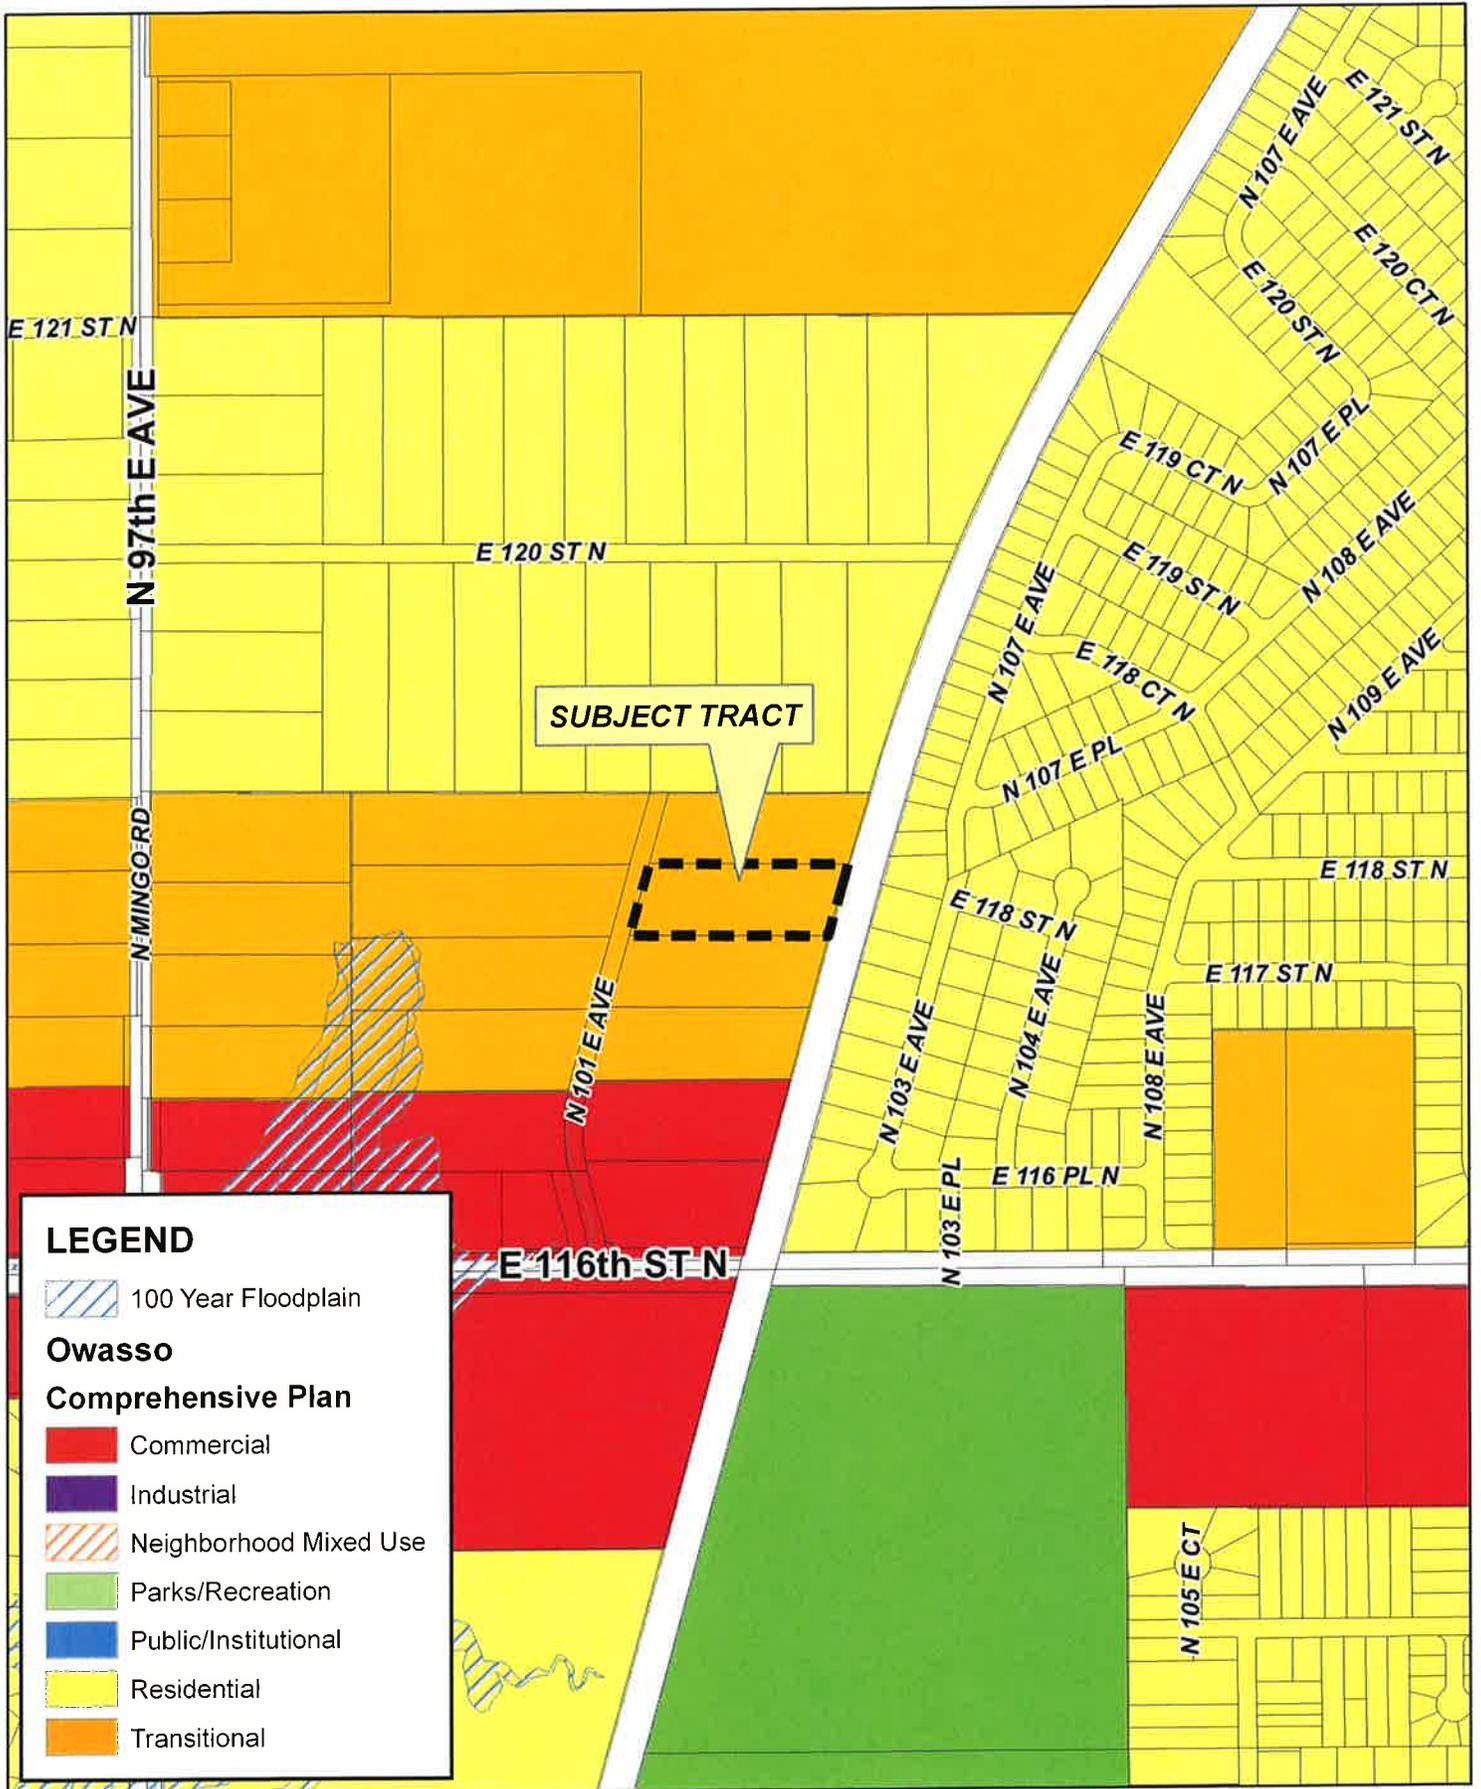 E 121 ST N
N 107 E AVE
E 120 CT N
E 120 ST N
E 121 ST N
N 97th E AVE
N 107 E PL
E 119 CT N
N 108 E AVE
E 120 ST N
E 119 ST N
N 107 E AVE
N 109 E AVE
E 118 CT N
SUBJECT TRACT
N 107 E PL
N MINGO RD
E 118 ST N
E 118 ST N
E 117 ST N
N 101 E AVE
N 103 E AVE
N 104 E AVE
N 108 E AVE
E 116 PL N
N 103 E PL
E 116th ST N
N 105 E CT
LEGEND
100 Year Floodplain
Owasso
Comprehensive Plan
Commercial
Industrial
Neighborhood Mixed Use
Parks/Recreation
Public/Institutional
Residential
Transitional